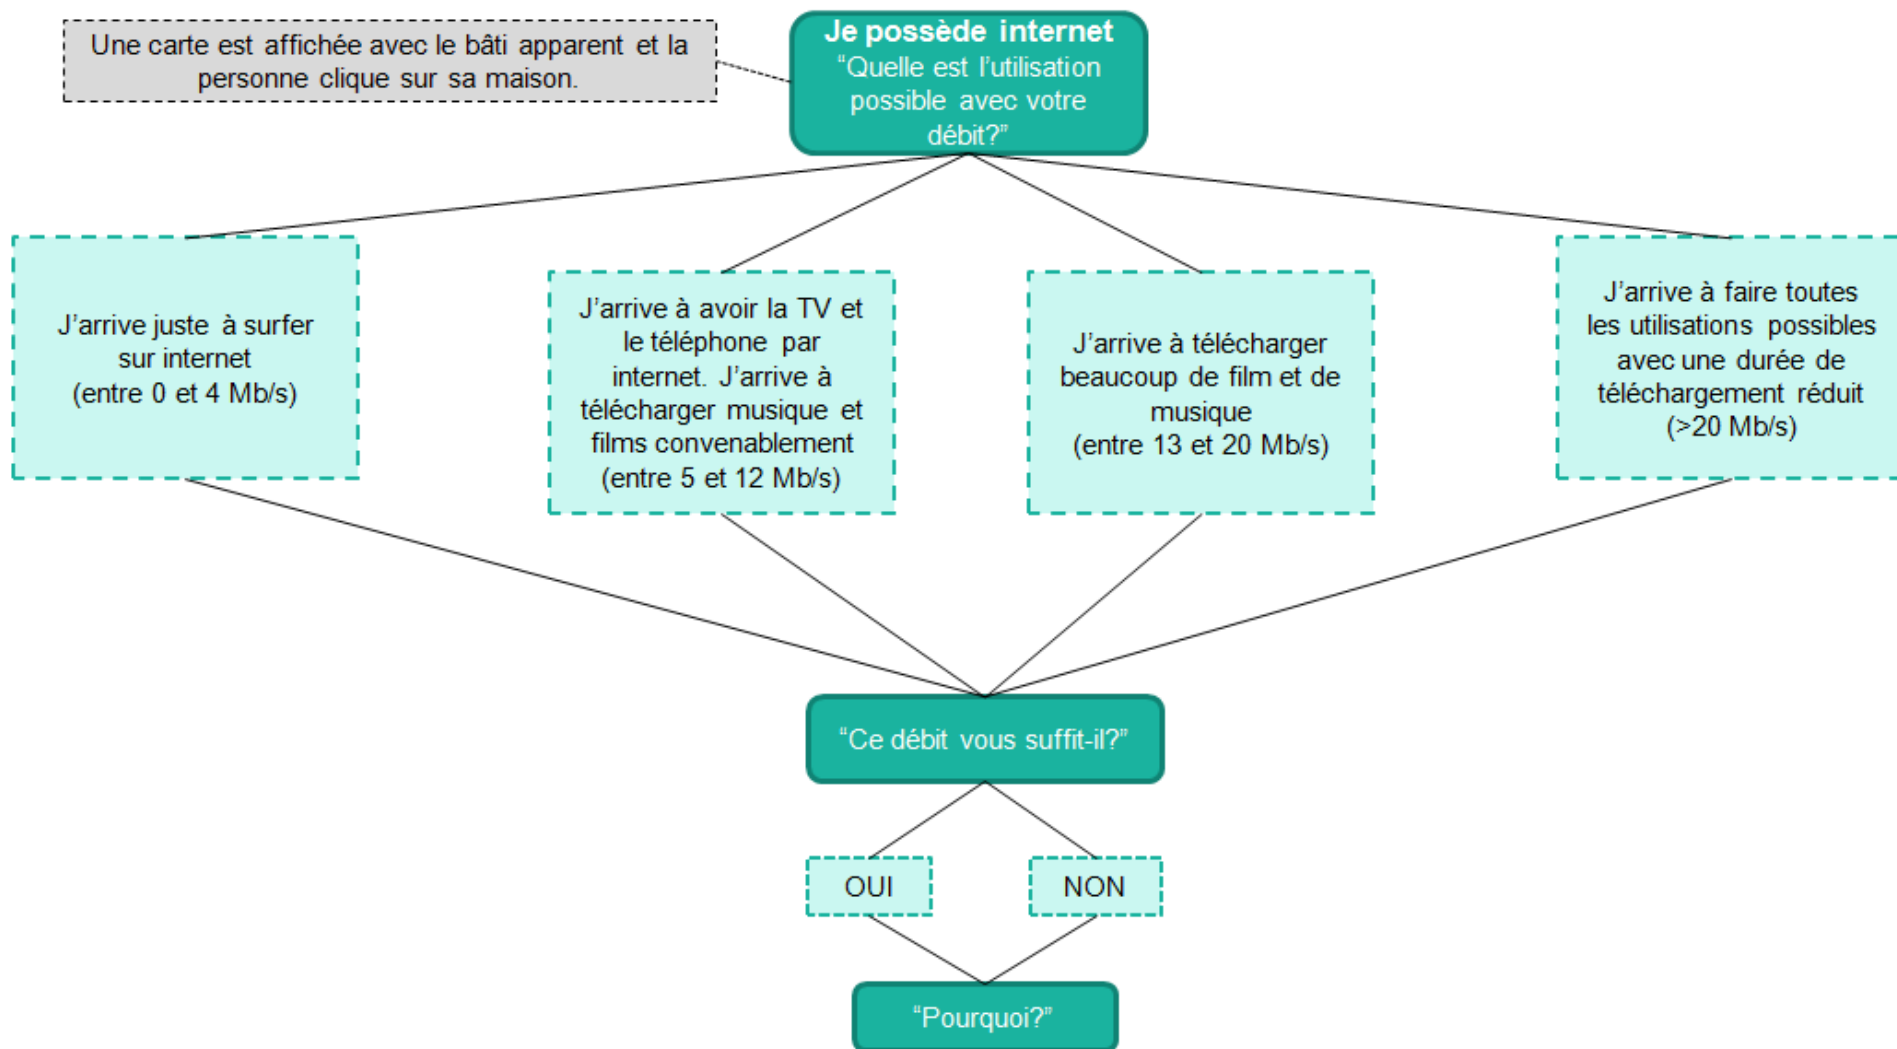 Une carte est affichée avec le bâti apparent et la
personne clique sur sa maison.
Je possède internet
“Quelle est l’utilisation
possible avec votre
débit?”
J’arrive juste à surfer
sur internet
(entre 0 et 4 Mb/s)
J’arrive à avoir la TV et
le téléphone par
internet. J’arrive à
télécharger musique et
films convenablement
(entre 5 et 12 Mb/s)
J’arrive à télécharger
beaucoup de film et de
musique
(entre 13 et 20 Mb/s)
J’arrive à faire toutes
les utilisations possibles
avec une durée de
téléchargement réduit
(>20 Mb/s)
“Ce débit vous suffit-il?”
OUI
NON
“Pourquoi?”